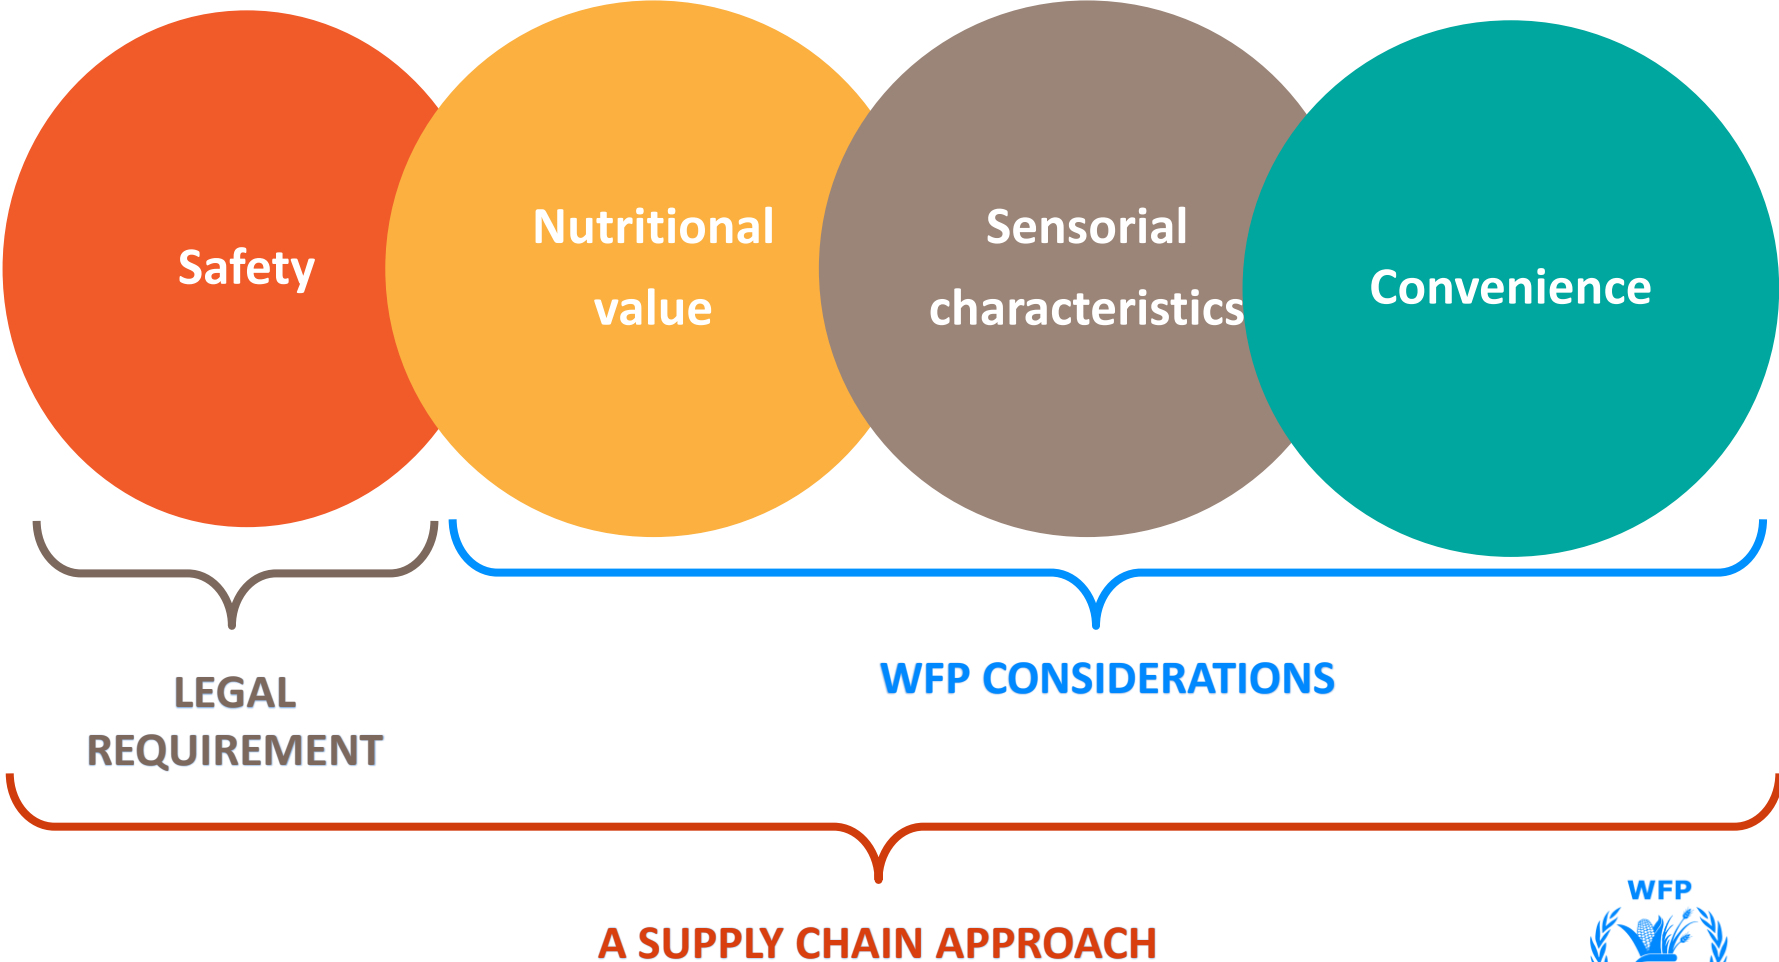 Safety
Nutritional
value
Sensorial
characteristics
Convenience
LEGAL
REQUIREMENT
WFP CONSIDERATIONS
A SUPPLY CHAIN APPROACH
WFP